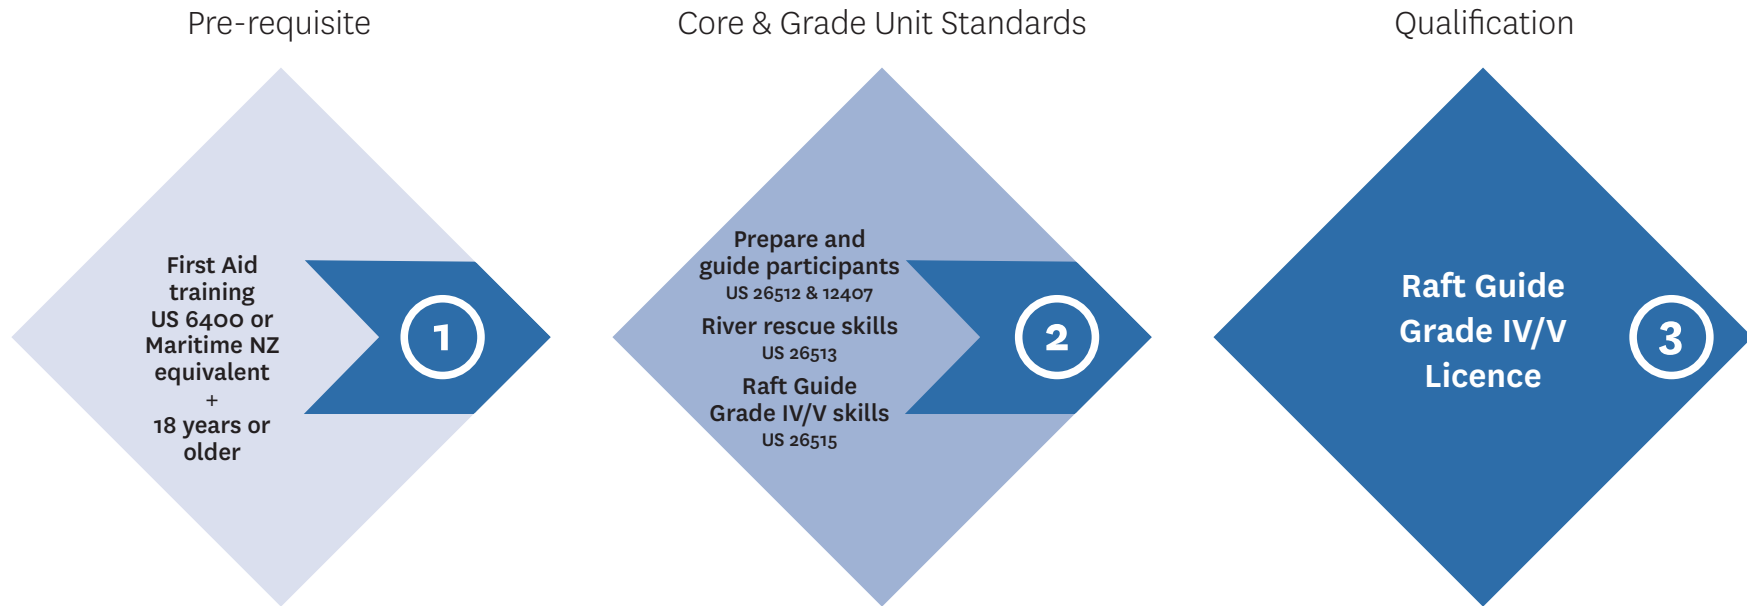 Pre-requisite
First Aid
training
US 6400 or
Maritime NZ
equivalent
+
18 years or
older
1
Core & Grade Unit Standards
Prepare and
guide participants
US 26512 & 12407
River rescue skills
US 26513
Raft Guide
Grade IV/V skills
US 26515
2
Qualification
Raft Guide
Grade IV/V
Licence
3